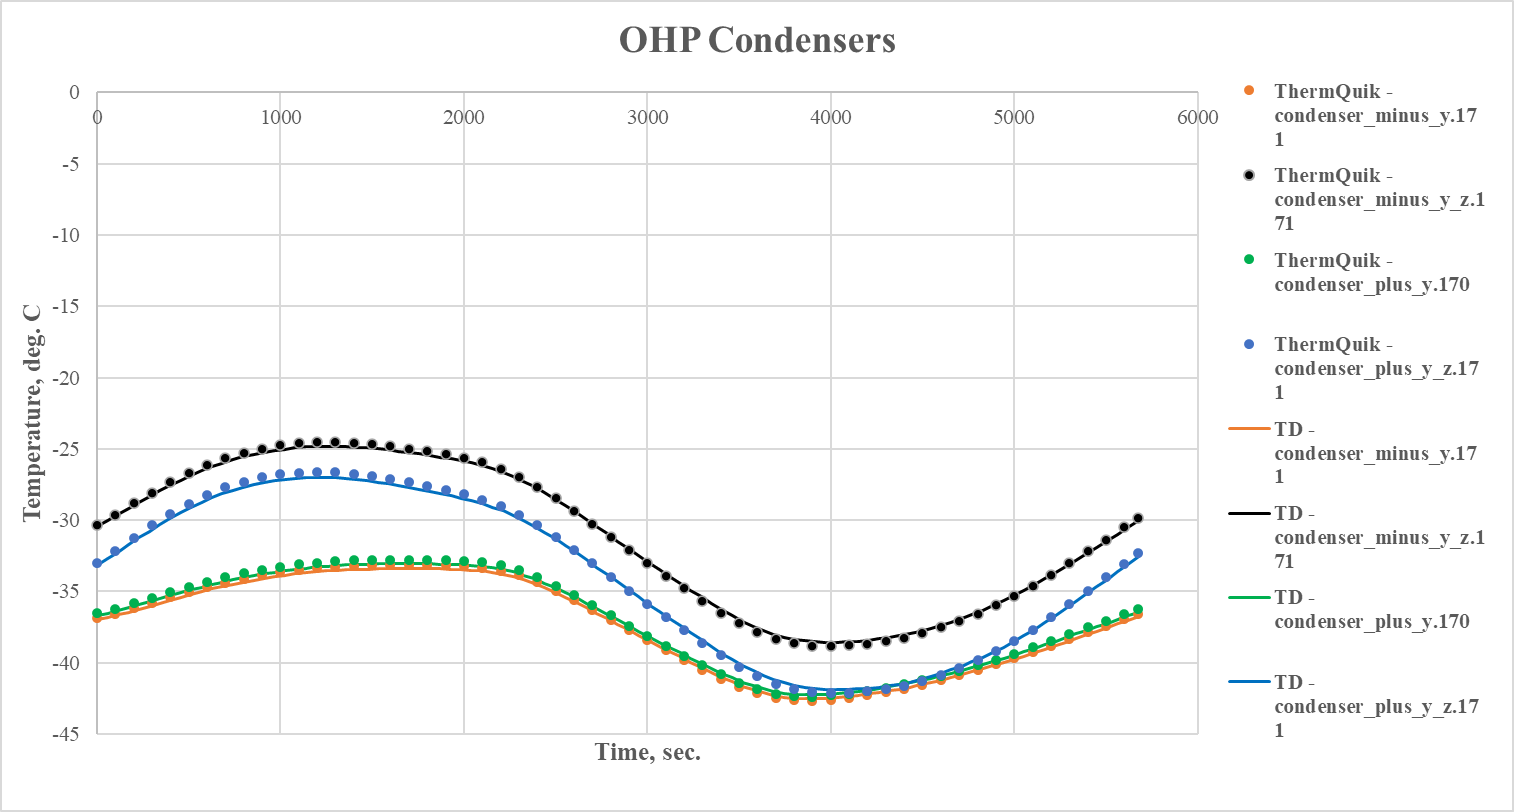 OHP Condensers
0
-5
-10
-15
-20
-25
-30
-35
-40
-45
0
1000
2000
3000
4000
5000
6000
Temperature, deg. C
Time, sec.
ThermQuik -
condenser_minus_y.17
1
ThermQuik -
condenser_minus_y_z.1
71
ThermQuik -
condenser_plus_y.170
ThermQuik -
condenser_plus_y_z.17
1
TD -
condenser_minus_y.17
1
TD -
condenser_minus_y_z.1
71
TD -
condenser_plus_y.170
TD -
condenser_plus_y_z.17
1